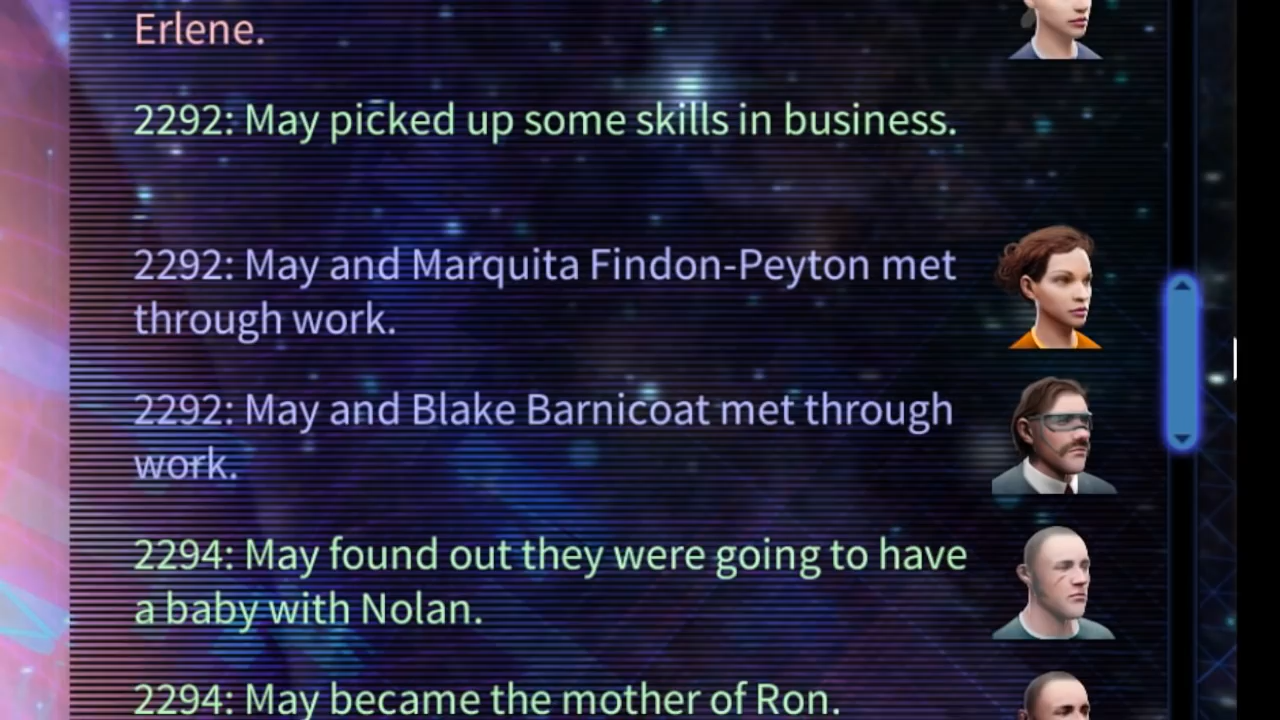 Erlene.
2292: May picked up some skills in business.
2292: May and Marquita Findon-Peyton met
through work.
2292: May and Blake Barnicoat met through
work.
2294: May found out they were going to have
a baby with Nolan.
2294: May became the mother of Ron.